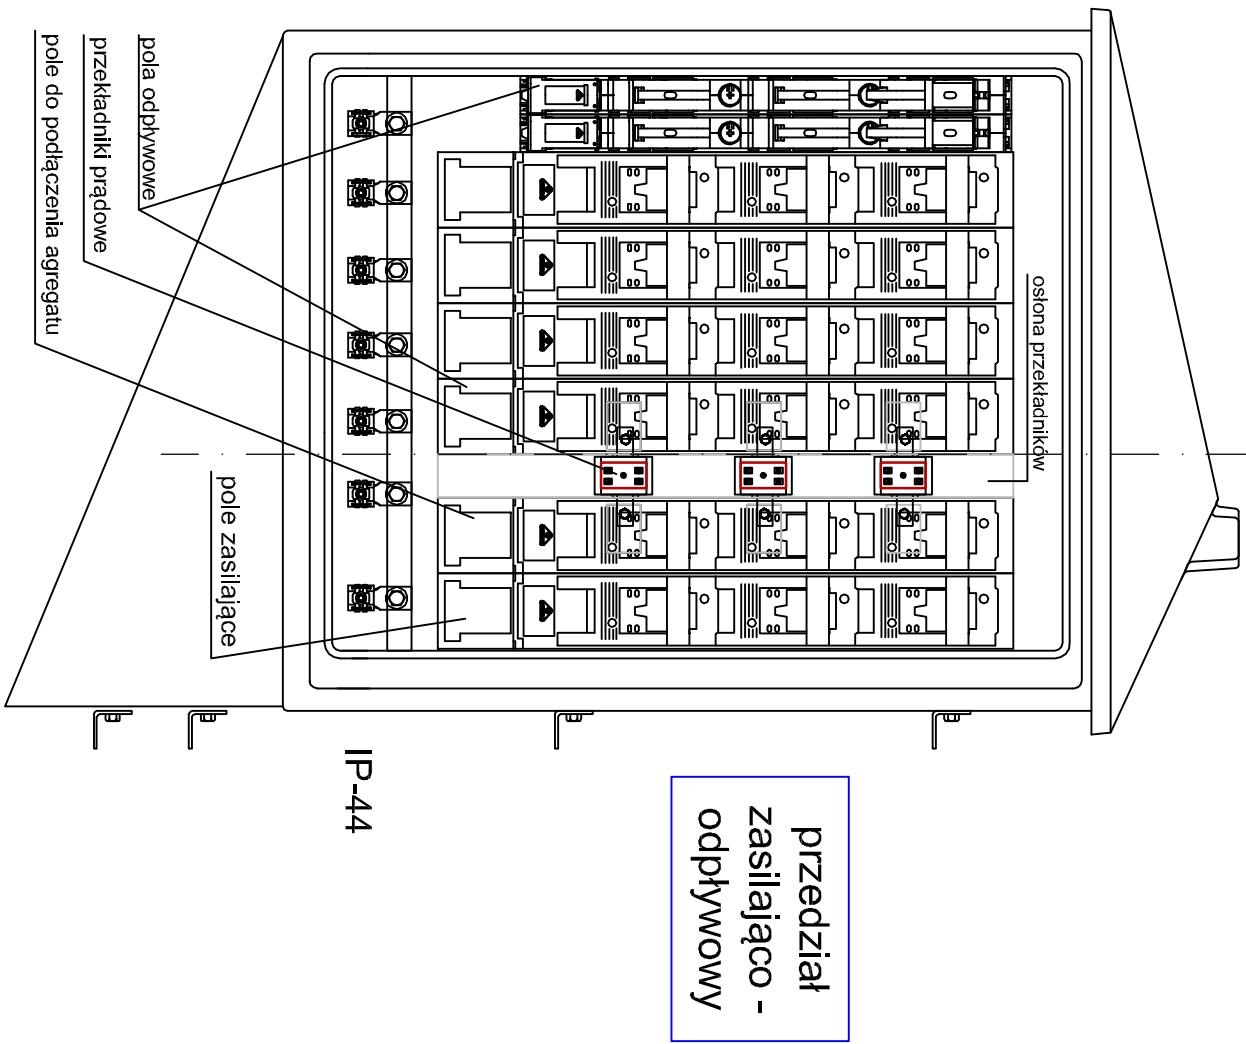 pola odpływowe
przekładniki prądowe
pole do podłączenia agregatu
osłona przekładników
pole zasilające
IP-44
przedział
zasilająco -
odpływowy